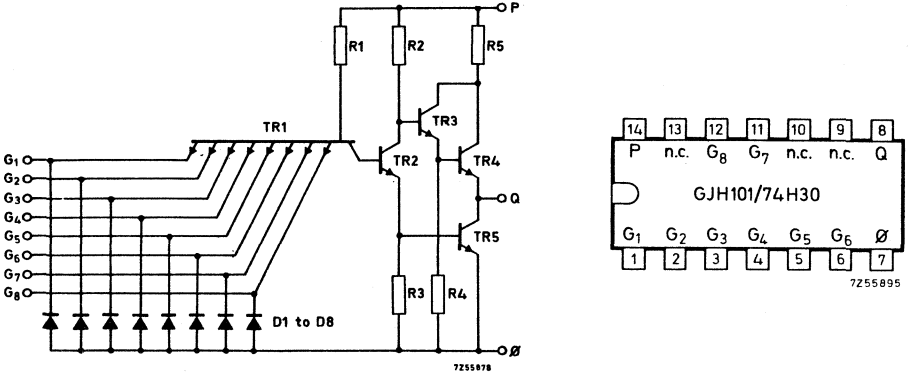 P
R1 R2 R5
TR3
TR1
TR2 TR4
G1
G2
G3
G4
G5
G6
G7
G8
Q
TR5
R3 R4
D1 to D8
Ø
7Z55878
14 13 12 11 10 9 8
P n.c. G8 G7 n.c. n.c. Q
GJH101/74H30
G1 G2 G3 G4 G5 G6 Ø
1 2 3 4 5 6 7
7Z55895